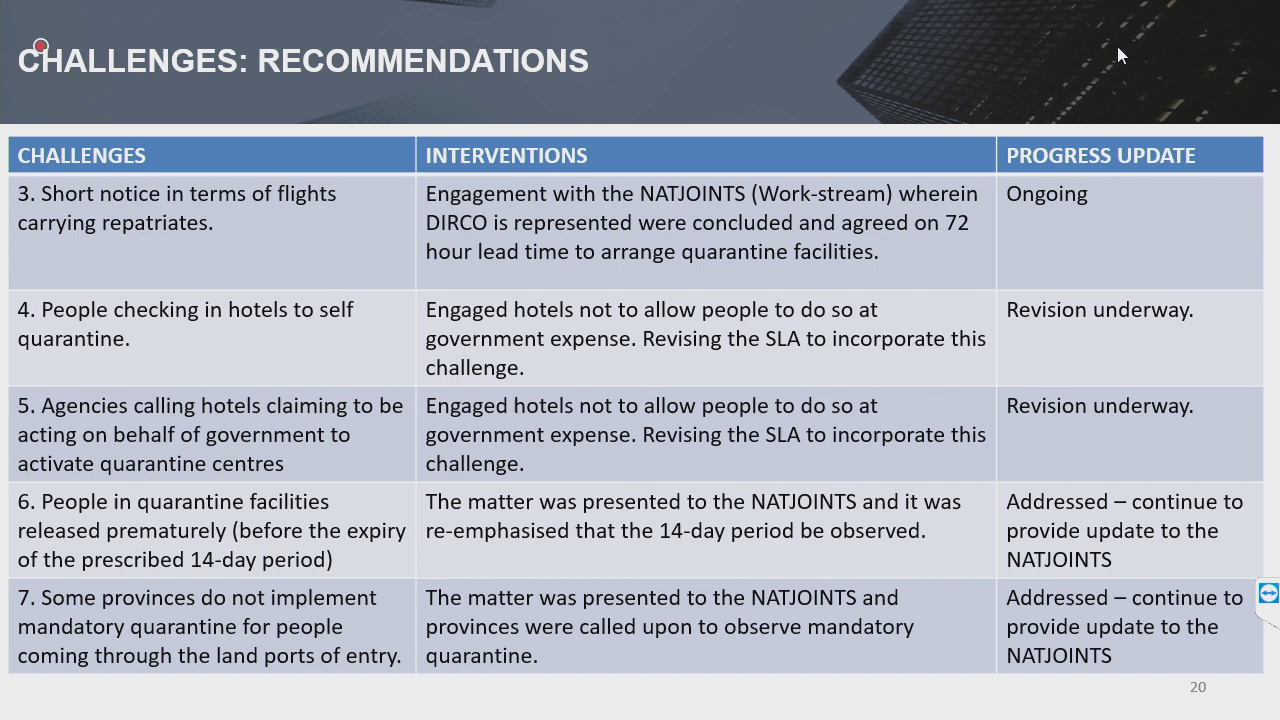 CHALLENGES: RECOMMENDATIONS
CHALLENGES
INTERVENTIONS
PROGRESS UPDATE
3. Short notice in terms of flights
carrying repatriates.
Engagement with the NATJOINTS (Work-stream) wherein
DIRCO is represented were concluded and agreed on 72
hour lead time to arrange quarantine facilities.
Ongoing
4. People checking in hotels to self
quarantine.
Engaged hotels not to allow people to do so at
government expense. Revising the SLA to incorporate this
challenge.
Revision underway.
5. Agencies calling hotels claiming to be
acting on behalf of government to
activate quarantine centres
Engaged hotels not to allow people to do so at
government expense. Revising the SLA to incorporate this
challenge.
Revision underway.
6. People in quarantine facilities
released prematurely (before the expiry
of the prescribed 14-day period)
The matter was presented to the NATJOINTS and it was
re-emphasised that the 14-day period be observed.
Addressed – continue to
provide update to the
NATJOINTS
7. Some provinces do not implement
mandatory quarantine for people
coming through the land ports of entry.
The matter was presented to the NATJOINTS and
provinces were called upon to observe mandatory
quarantine.
Addressed – continue to
provide update to the
NATJOINTS
20